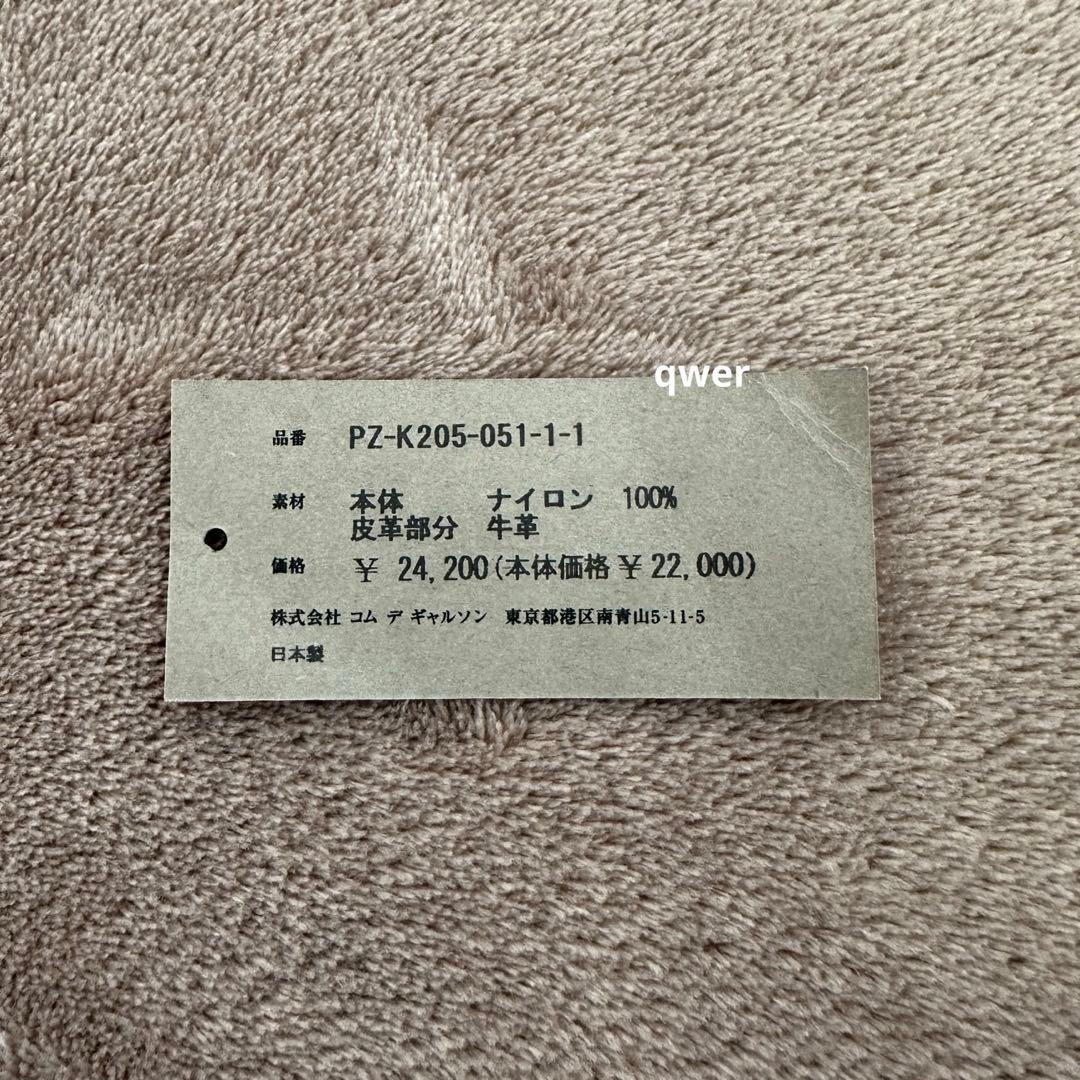 qwer
品番 PZ-K205-051-1-1
素材 本体 ナイロン 100%
皮革部分 牛革
価格 ¥ 24,200(本体価格 ¥ 22,000)
株式会社 コム デ ギャルソン 東京都港区南青山5-11-5
日本製